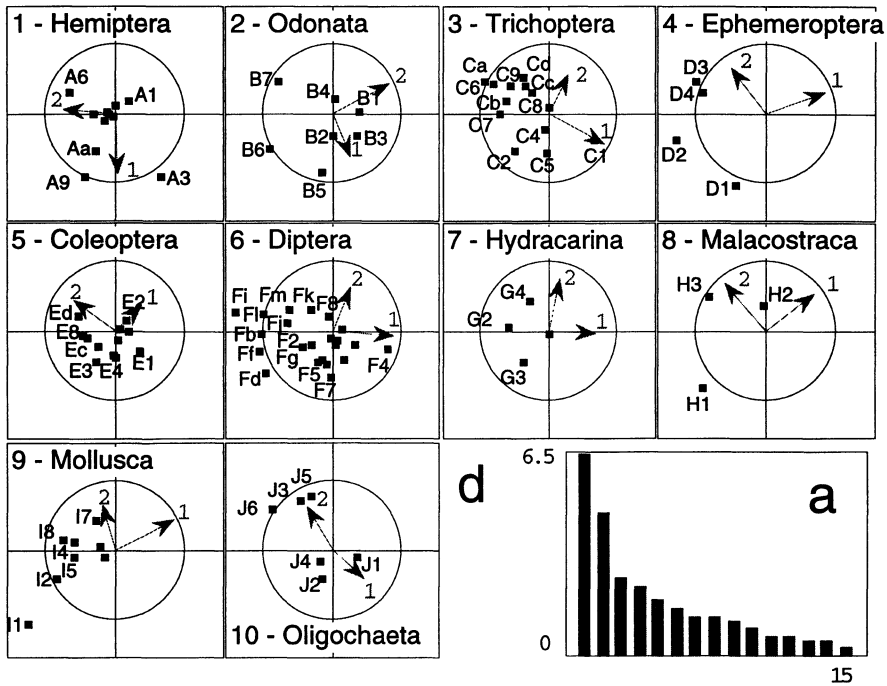 1 - Hemiptera
A6
A1
2
Aa
1
A9
A3
2 - Odonata
B7
2
B4
B1
B2
B3
1
B6
B5
3 - Trichoptera
Ca
Cd
2
C9
C6
Cc
Cb
C8
C7
C4
1
C2
C5
C1
4 - Ephemeroptera
D3
2
1
D4
D2
D1
5 - Coleoptera
2
E2
1
Ed
E8
Ec
E3
E4
E1
6 - Diptera
Fi
Fm
Fk
2
F8
Fl
Fj
Fb
1
F2
Ff
Fg
F4
F5
Fd
F7
7 - Hydracarina
2
G4
G2
1
G3
8 - Malacostraca
H3
2
H2
1
H1
9 - Mollusca
2
I7
1
I8
I4
I5
I2
I1
J5
J3
J6
2
J4
J1
J2
1
10 - Oligochaeta
d
6.5
a
0
15